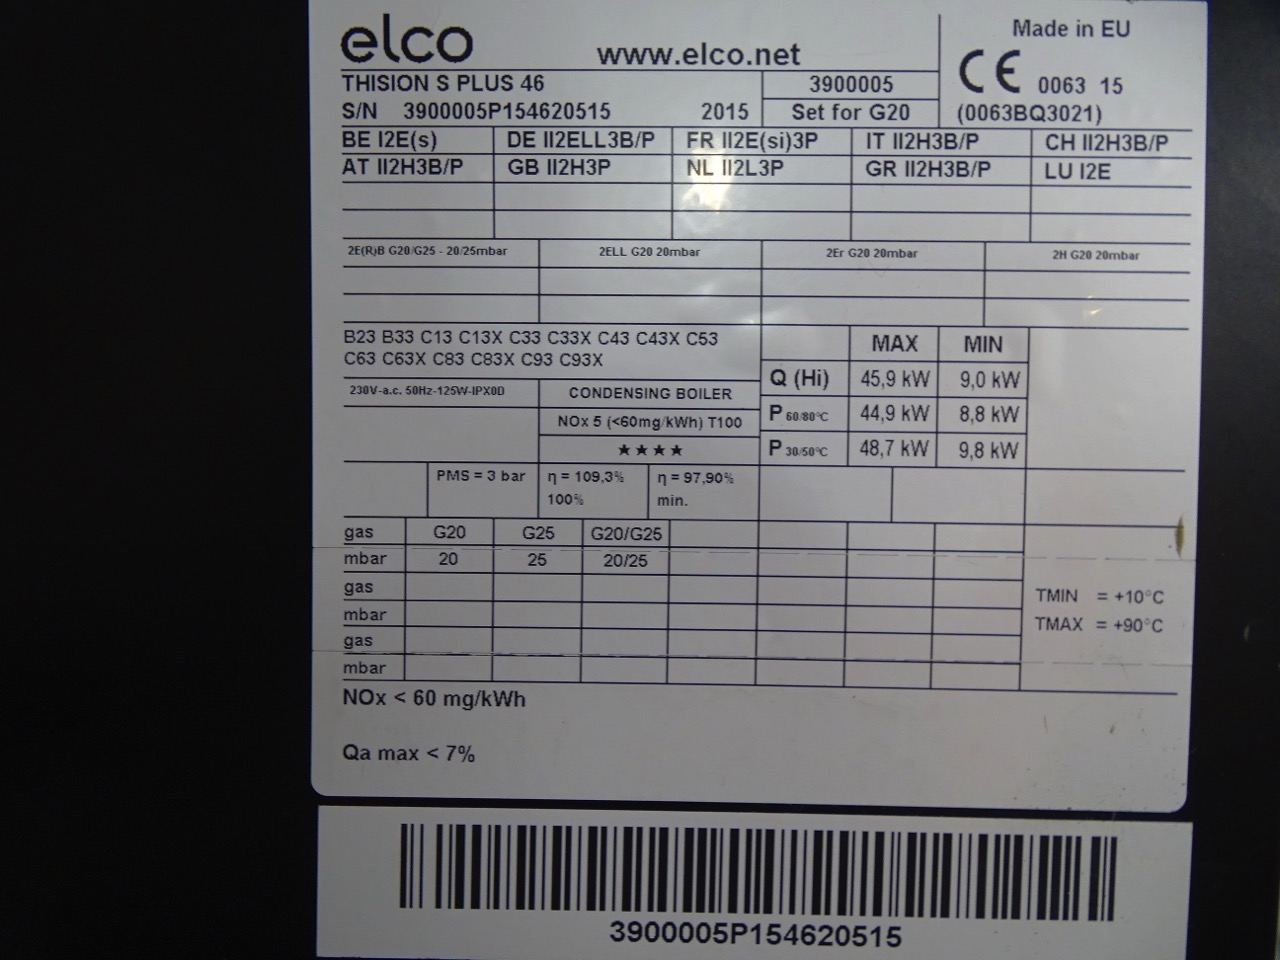 elco
www.elco.net
Made in EU
THISION S PLUS 46
3900005
CE 0063 15
S/N 3900005P154620515 2015
Set for G20
(0063BQ3021)
BE I2E(s) DE II2ELL3B/P FR II2E(si)3P IT II2H3B/P CH II2H3B/P
AT II2H3B/P GB II2H3P NL II2L3P GR II2H3B/P LU I2E
2E(R)B G20/G25 - 20/25mbar 2ELL G20 20mbar 2Er G20 20mbar 2H G20 20mbar
B23 B33 C13 C13X C33 C33X C43 C43X C53
C63 C63X C83 C83X C93 C93X
230V-a.c. 50Hz-125W-IPX0D
CONDENSING BOILER
NOx 5 (<60mg/kWh) T100
★★★★
MAX MIN
Q (Hi) 45,9 kW 9,0 kW
P 60/80°C 44,9 kW 8,8 kW
P 30/50°C 48,7 kW 9,8 kW
PMS = 3 bar η = 109,3% η = 97,90%
100% min.
gas G20 G25 G20/G25
mbar 20 25 20/25
gas
mbar
gas
mbar
TMIN = +10°C
TMAX = +90°C
NOx < 60 mg/kWh
Qa max < 7%
3900005P154620515